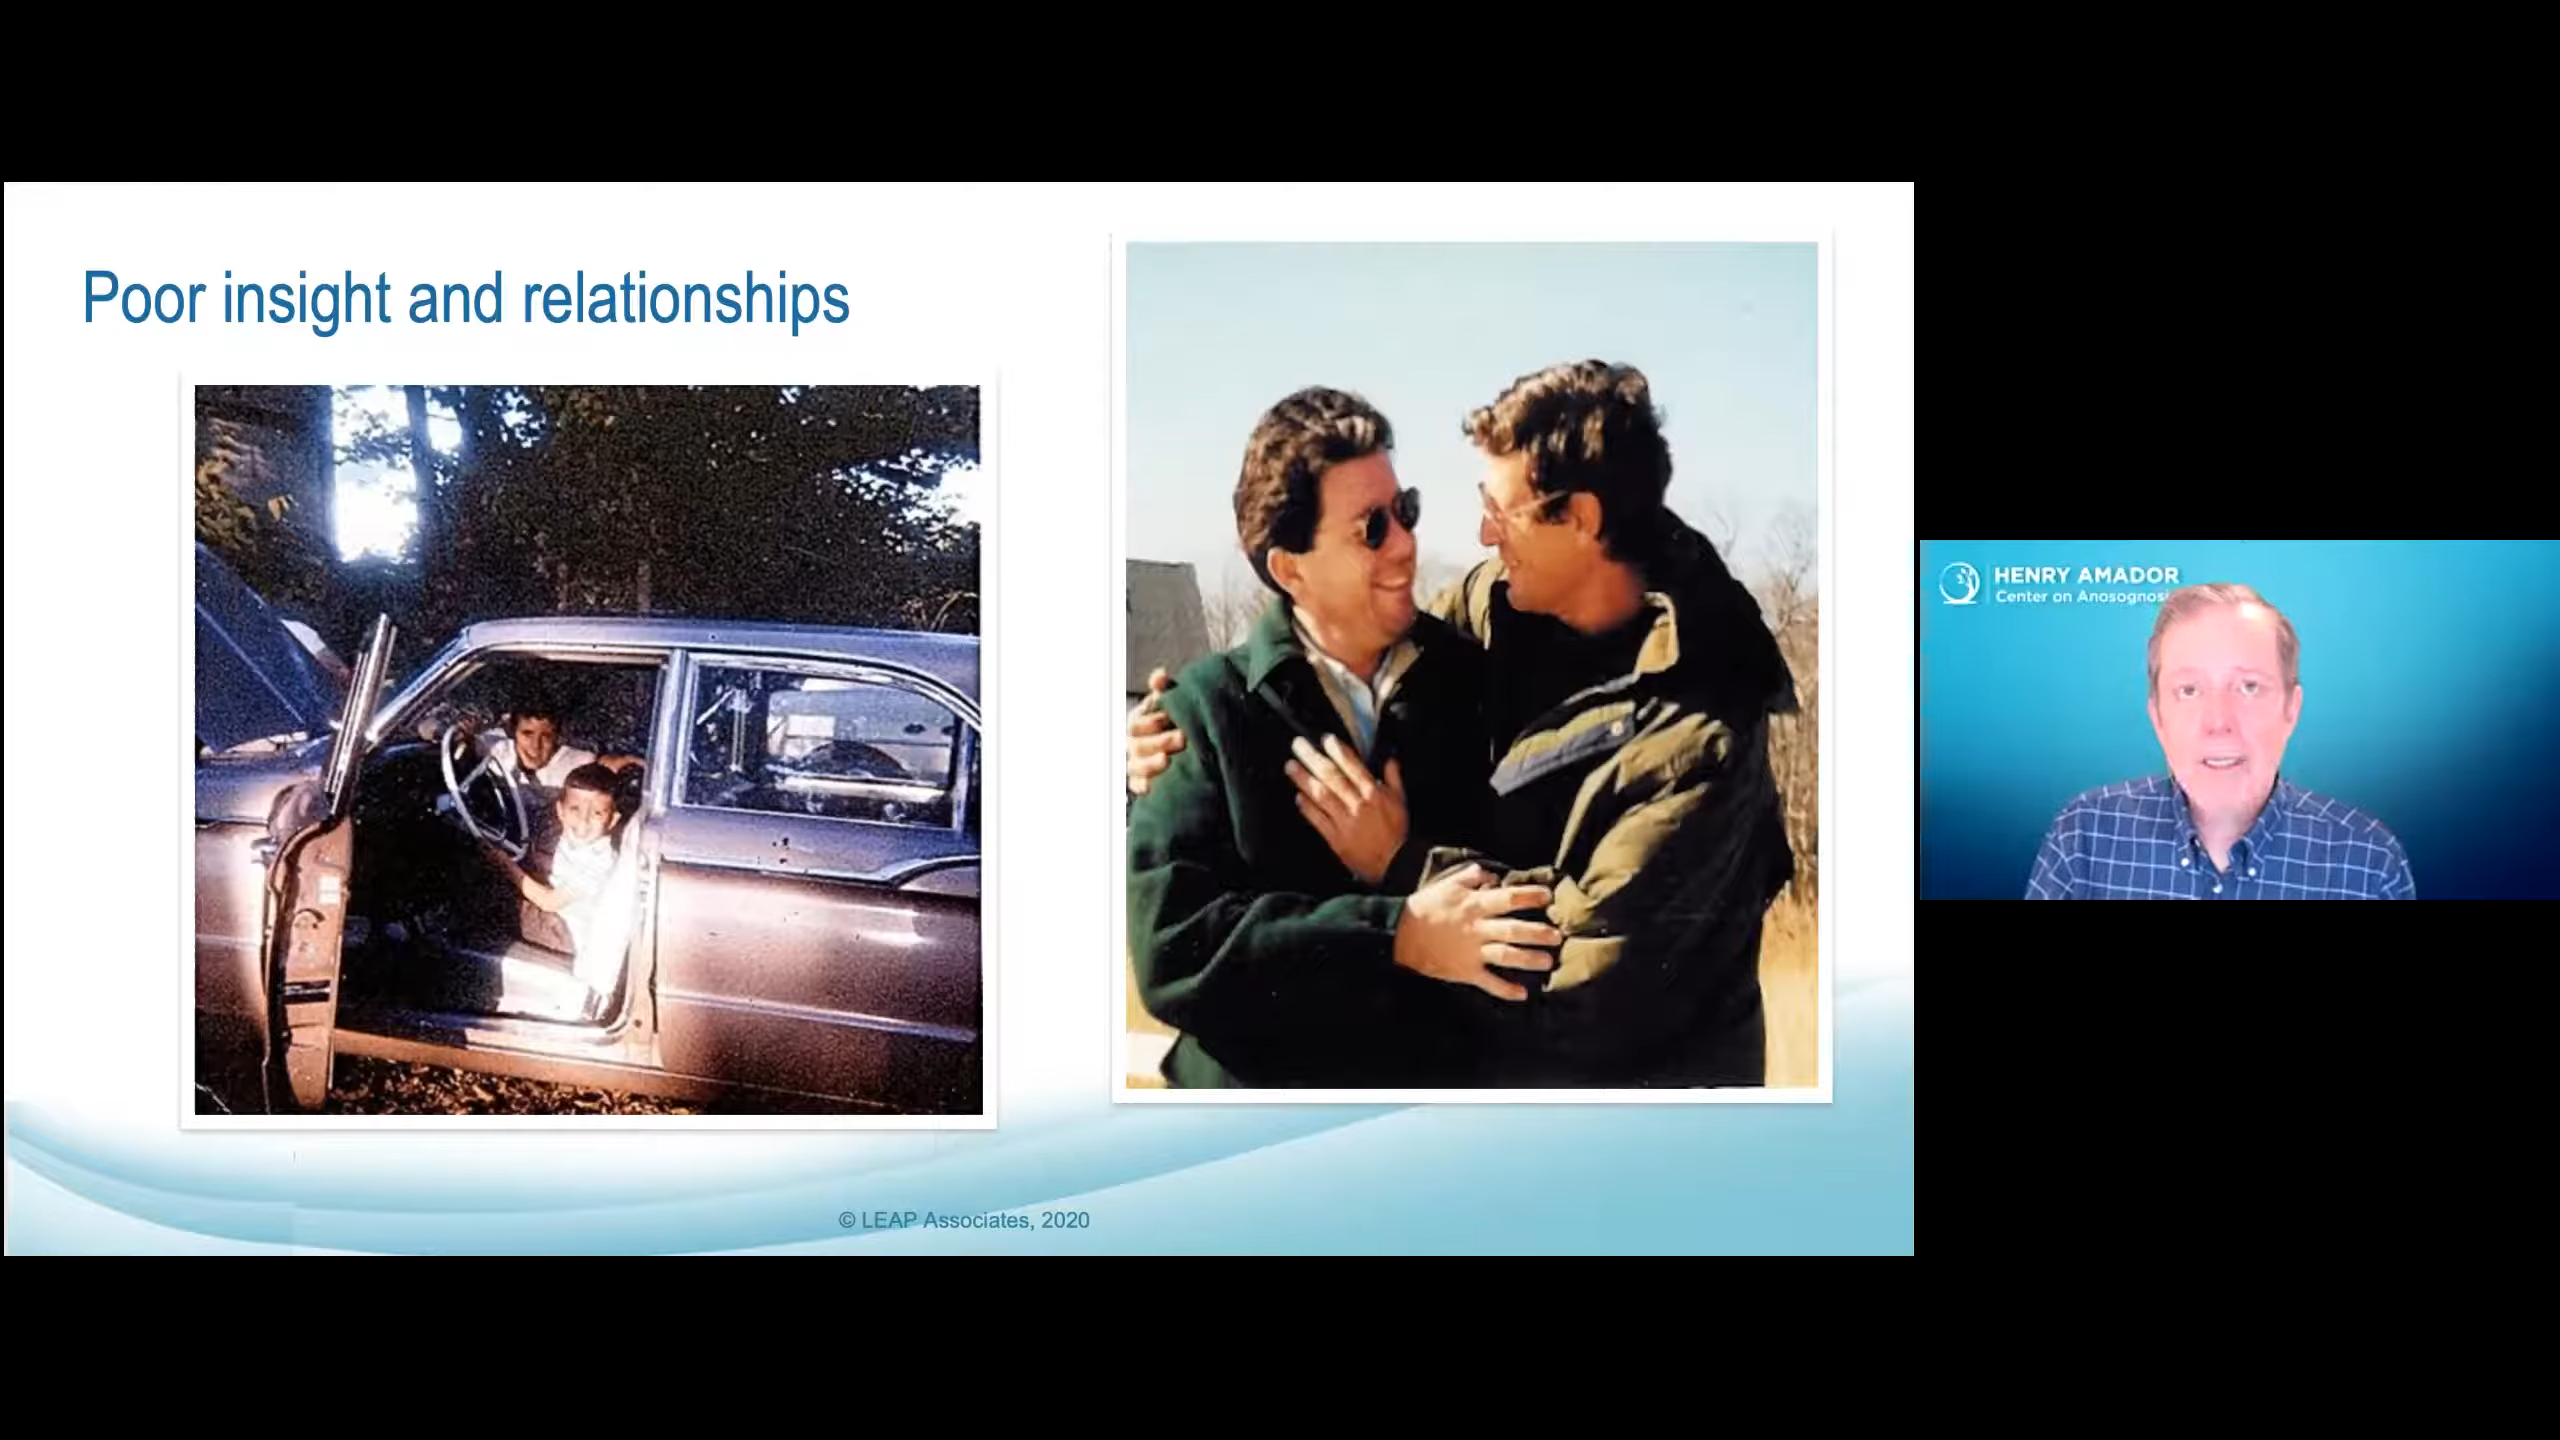 Poor insight and relationships
HENRY AMADOR
Center on Anosognosi
© LEAP Associates, 2020